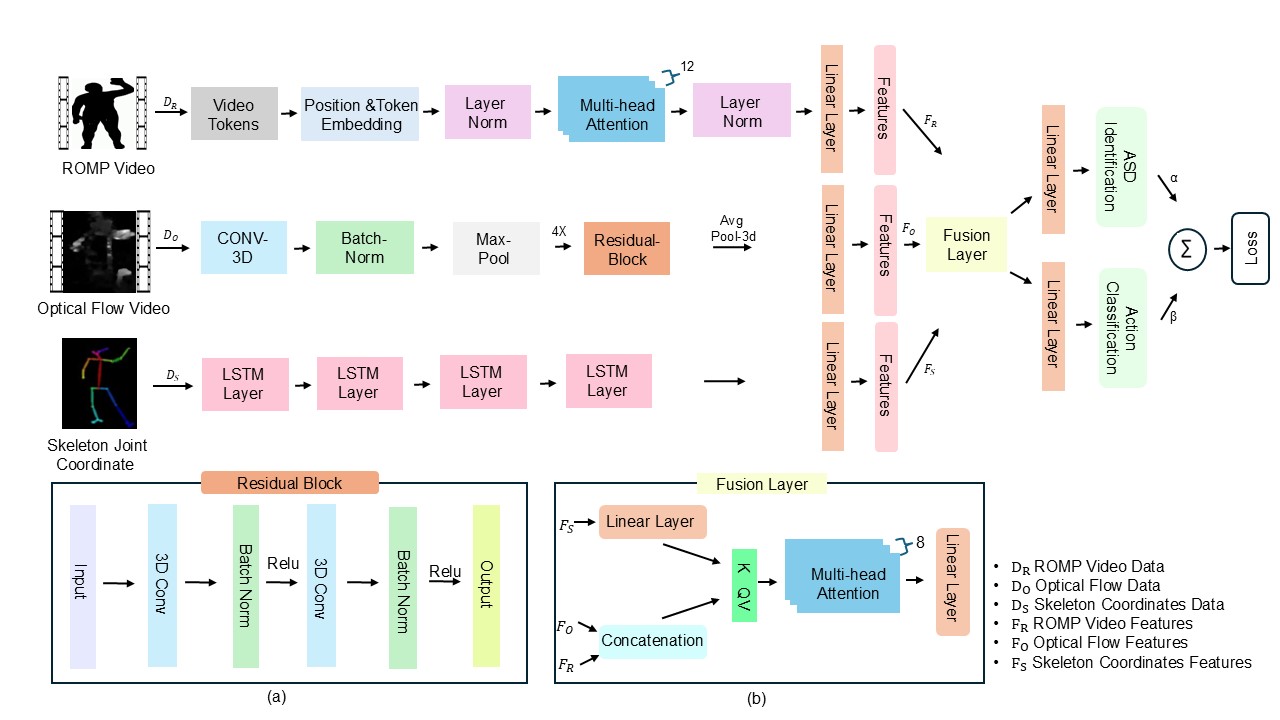 D_R
Video
Tokens
Position &Token
Embedding
Layer
Norm
Multi-head
Attention
12
Layer
Norm
Linear Layer
Features
F_R
ROMP Video
D_O
CONV-
3D
Batch-
Norm
Max-
Pool
4X
Residual-
Block
Avg
Pool-3d
Linear Layer
Features
F_O
Fusion
Layer
Optical Flow Video
D_S
LSTM
Layer
LSTM
Layer
LSTM
Layer
LSTM
Layer
Linear Layer
Features
F_S
Skeleton Joint
Coordinate
Linear Layer
ASD
Identification
α
Linear Layer
Action
Classification
β
Σ
Loss
Residual Block
Input
3D Conv
Batch Norm
Relu
3D Conv
Batch Norm
Relu
Output
(a)
Fusion Layer
F_S
Linear Layer
F_O
F_R
Concatenation
K QV
Multi-head
Attention
8
Linear Layer
(b)
• D_R ROMP Video Data
• D_O Optical Flow Data
• D_S Skeleton Coordinates Data
• F_R ROMP Video Features
• F_O Optical Flow Features
• F_S Skeleton Coordinates Features